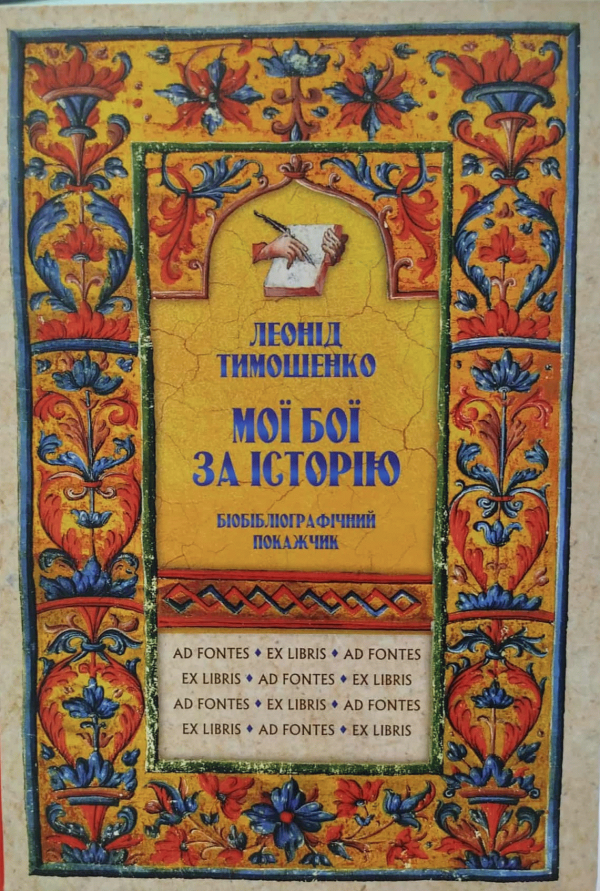 ЛЕОНІД
ТИМОШЕНКО
МОЇ БОЇ
ЗА ІСТОРІЮ
БІОБІБЛІОГРАФІЧНИЙ
ПОКАЖЧИК
AD FONTES ♦ EX LIBRIS ♦ AD FONTES
EX LIBRIS ♦ AD FONTES ♦ EX LIBRIS
AD FONTES ♦ EX LIBRIS ♦ AD FONTES
EX LIBRIS ♦ AD FONTES ♦ EX LIBRIS